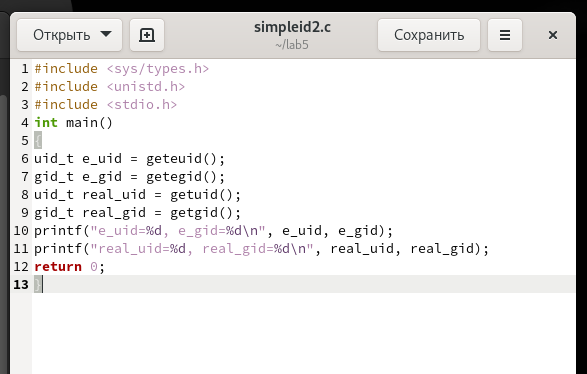 Открыть
simpleid2.c
~/lab5
Сохранить
1 #include <sys/types.h>
2 #include <unistd.h>
3 #include <stdio.h>
4 int main()
5 {
6 uid_t e_uid = geteuid();
7 gid_t e_gid = getegid();
8 uid_t real_uid = getuid();
9 gid_t real_gid = getgid();
10 printf("e_uid=%d, e_gid=%d\n", e_uid, e_gid);
11 printf("real_uid=%d, real_gid=%d\n", real_uid, real_gid);
12 return 0;
13 }